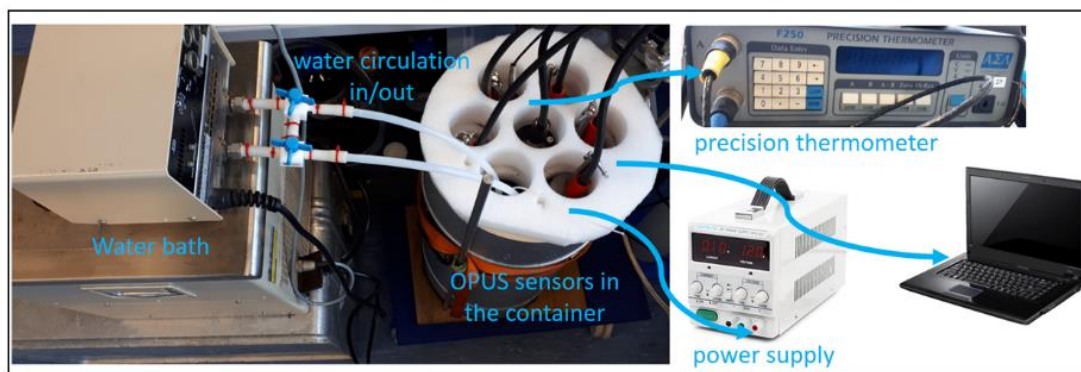 water circulation
in/out
Water bath
OPUS sensors in
the container
F250 PRECISION THERMOMETER
Data Entry
7 8 9
4 5 6
1 2 3
0
precision thermometer
power supply